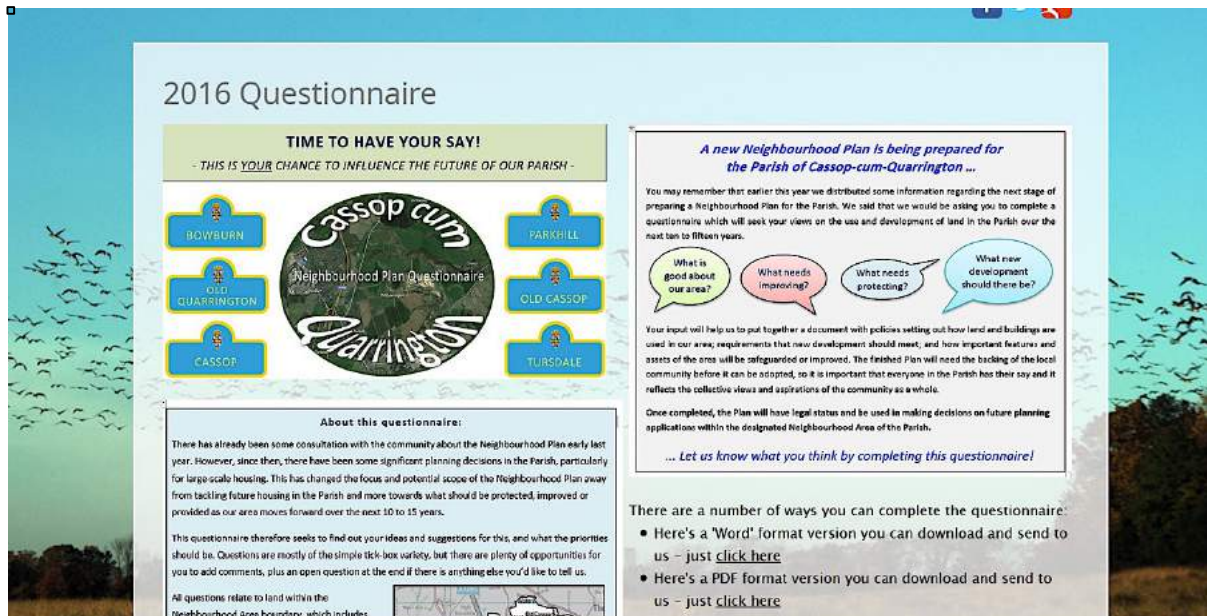 2016 Questionnaire
TIME TO HAVE YOUR SAY!
- THIS IS YOUR CHANCE TO INFLUENCE THE FUTURE OF OUR PARISH -
BOWBURN
PARKHILL
OLD
QUARRINGTON
OLD CASSOP
CASSOP
TURSDALE
Cassop cum
Neighbourhood Plan Questionnaire
Quarrington
About this questionnaire:
There has already been some consultation with the community about the Neighbourhood Plan early last
year. However, since then, there have been some significant planning decisions in the Parish, particularly
for large-scale housing. This has changed the focus and potential scope of the Neighbourhood Plan away
from tackling future housing in the Parish and more towards what should be protected, improved or
provided as our area moves forward over the next 10 to 15 years.
This questionnaire therefore seeks to find out your ideas and suggestions for this, and what the priorities
should be. Questions are mostly of the simple tick-box variety, but there are plenty of opportunities for
you to add comments, plus an open question at the end if there is anything else you'd like to tell us.
All questions relate to land within the
Neighbourhood Area boundary, which includes
A new Neighbourhood Plan is being prepared for
the Parish of Cassop-cum-Quarrington ...
You may remember that earlier this year we distributed some information regarding the next stage of
preparing a Neighbourhood Plan for the Parish. We said that we would be asking you to complete a
questionnaire which will seek your views on the use and development of land in the Parish over the
next ten to fifteen years.
What is
good about
our area?
What needs
improving?
What needs
protecting?
What new
development
should there be?
Your input will help us to put together a document with policies setting out how land and buildings are
used in our area; requirements that new development should meet; and how important features and
assets of the area will be safeguarded or improved. The finished Plan will need the backing of the local
community before it can be adopted, so it is important that everyone in the Parish has their say and it
reflects the collective views and aspirations of the community as a whole.
Once completed, the Plan will have legal status and be used in making decisions on future planning
applications within the designated Neighbourhood Area of the Parish.
... Let us know what you think by completing this questionnaire!
There are a number of ways you can complete the questionnaire:
• Here's a 'Word' format version you can download and send to
us – just click here
• Here's a PDF format version you can download and send to
us – just click here